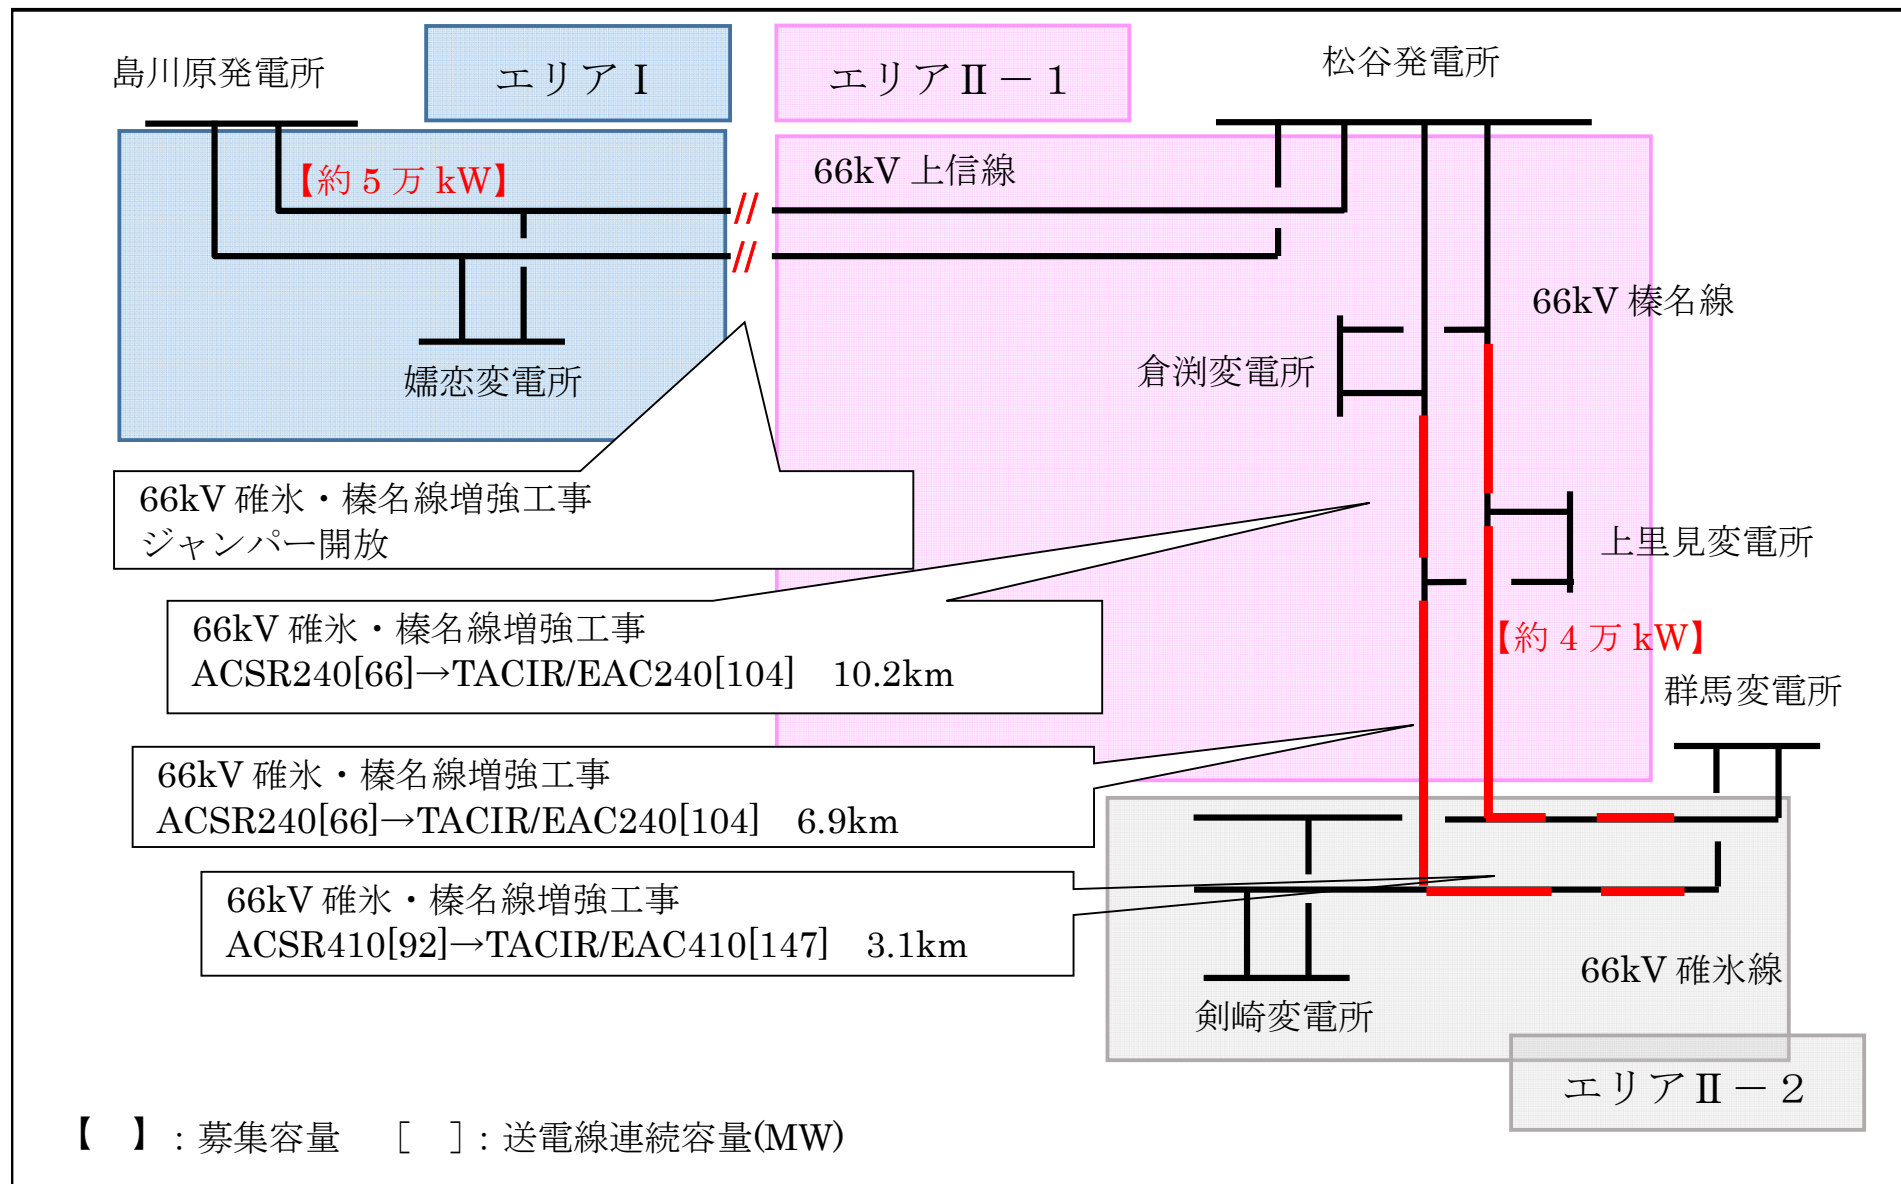 島川原発電所
エリアⅠ
エリアⅡ－1
松谷発電所
【約 5 万 kW】
66kV 上信線
66kV 榛名線
倉渕変電所
嬬恋変電所
66kV 碓氷・榛名線増強工事
ジャンパー開放
上里見変電所
66kV 碓氷・榛名線増強工事
ACSR240[66]→TACIR/EAC240[104] 10.2km
【約 4 万 kW】
群馬変電所
66kV 碓氷・榛名線増強工事
ACSR240[66]→TACIR/EAC240[104] 6.9km
66kV 碓氷・榛名線増強工事
ACSR410[92]→TACIR/EAC410[147] 3.1km
66kV 碓氷線
剣崎変電所
エリアⅡ－2
【 】：募集容量 ［ ］：送電線連続容量(MW)